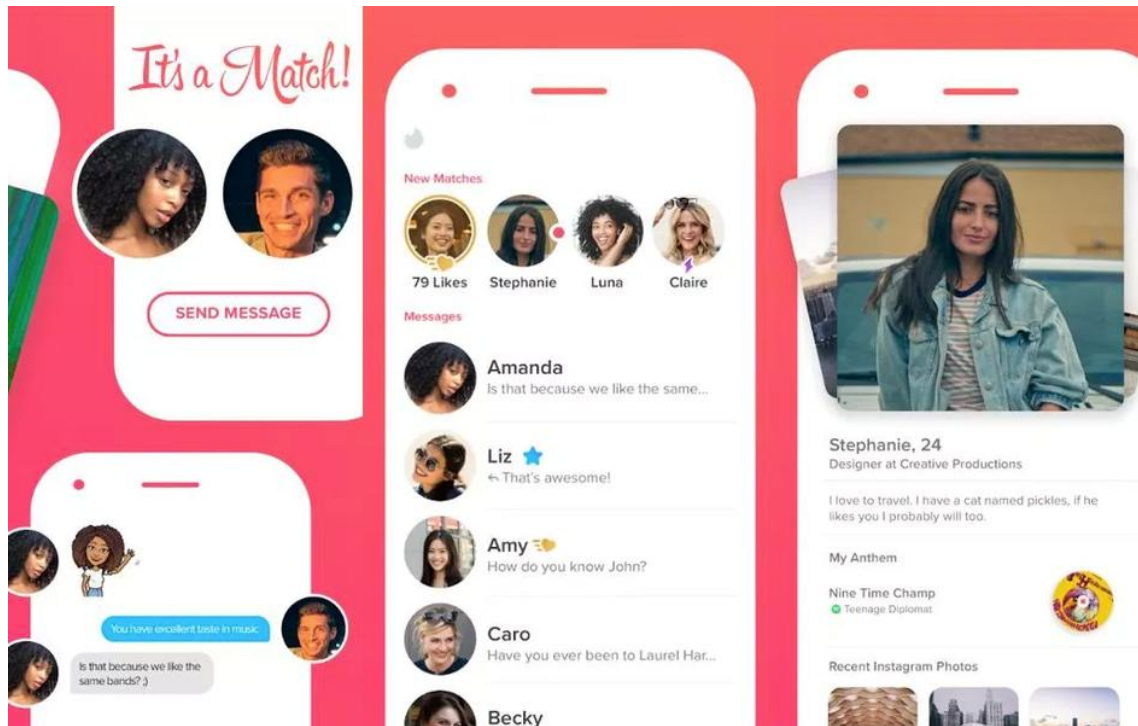 It's a Match!
SEND MESSAGE
You have excellent taste in music
Is that because we like the
same bands? ;)
New Matches
79 Likes
Stephanie
Luna
Claire
Messages
Amanda
Is that because we like the same...
Liz
That's awesome!
Amy
How do you know John?
Caro
Have you ever been to Laurel Har...
Becky
Stephanie, 24
Designer at Creative Productions
I love to travel. I have a cat named pickles, if he
likes you I probably will too.
My Anthem
Nine Time Champ
Teenage Diplomat
Recent Instagram Photos